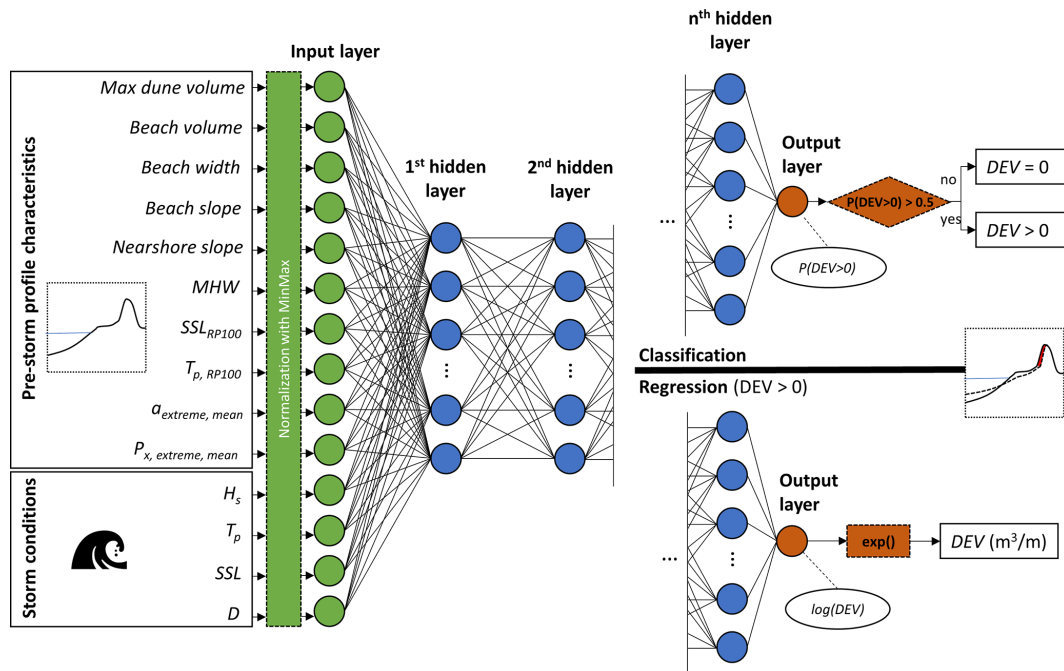 Input layer
Pre-storm profile characteristics
Max dune volume
Beach volume
Beach width
Beach slope
Nearshore slope
MHW
SSL_RP100
T_p, RP100
a_extreme, mean
P_x, extreme, mean
Storm conditions
H_s
T_p
SSL
D
Normalization with MinMax
1st hidden
layer
2nd hidden
layer
...
...
nth hidden
layer
...
...
Output
layer
P(DEV>0)
P(DEV>0) > 0.5
no
yes
DEV = 0
DEV > 0
Classification
Regression (DEV > 0)
...
...
Output
layer
log(DEV)
exp()
DEV (m³/m)